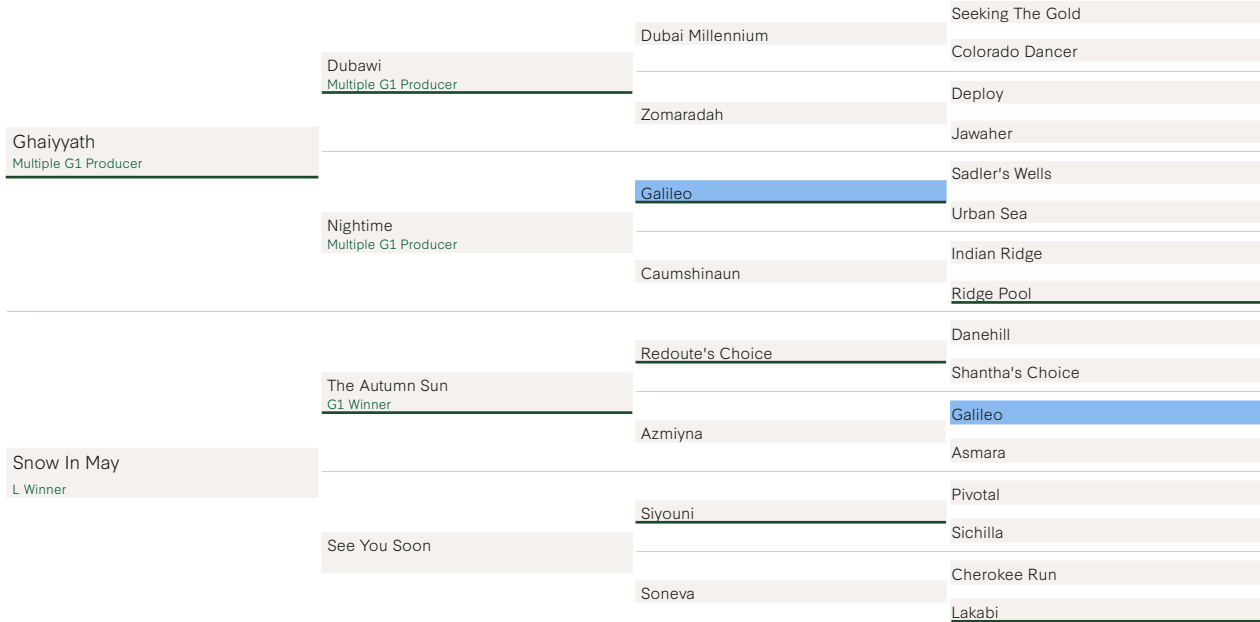 Ghaiyyath
Multiple G1 Producer
Snow In May
L Winner
Dubawi
Multiple G1 Producer
Nightime
Multiple G1 Producer
The Autumn Sun
G1 Winner
See You Soon
Dubai Millennium
Zomaradah
Galileo
Caumshinaun
Redoute's Choice
Azmiyna
Siyouni
Soneva
Seeking The Gold
Colorado Dancer
Deploy
Jawaher
Sadler's Wells
Urban Sea
Indian Ridge
Ridge Pool
Danehill
Shantha's Choice
Galileo
Asmara
Pivotal
Sichilla
Cherokee Run
Lakabi